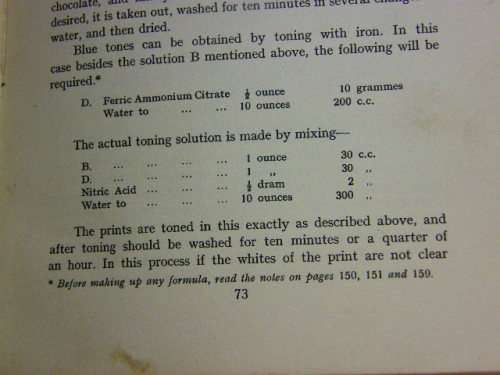 chocolate, and
desired, it is taken out, washed for ten minutes in several
water, and then dried.
Blue tones can be obtained by toning with iron. In this
case besides the solution B mentioned above, the following will be
required.*
D. Ferric Ammonium Citrate ½ ounce 10 grammes
Water to ... ... 10 ounces 200 c.c.
The actual toning solution is made by mixing—
B. ... ... ... ... 1 ounce 30 c.c.
D. ... ... ... ... 1 ,, 30 ,,
Nitric Acid ... ... ... ½ dram 2 ,,
Water to ... ... ... 10 ounces 300 ,,
The prints are toned in this exactly as described above, and
after toning should be washed for ten minutes or a quarter of
an hour. In this process if the whites of the print are not clear
* Before making up any formula, read the notes on pages 150, 151 and 159.
73